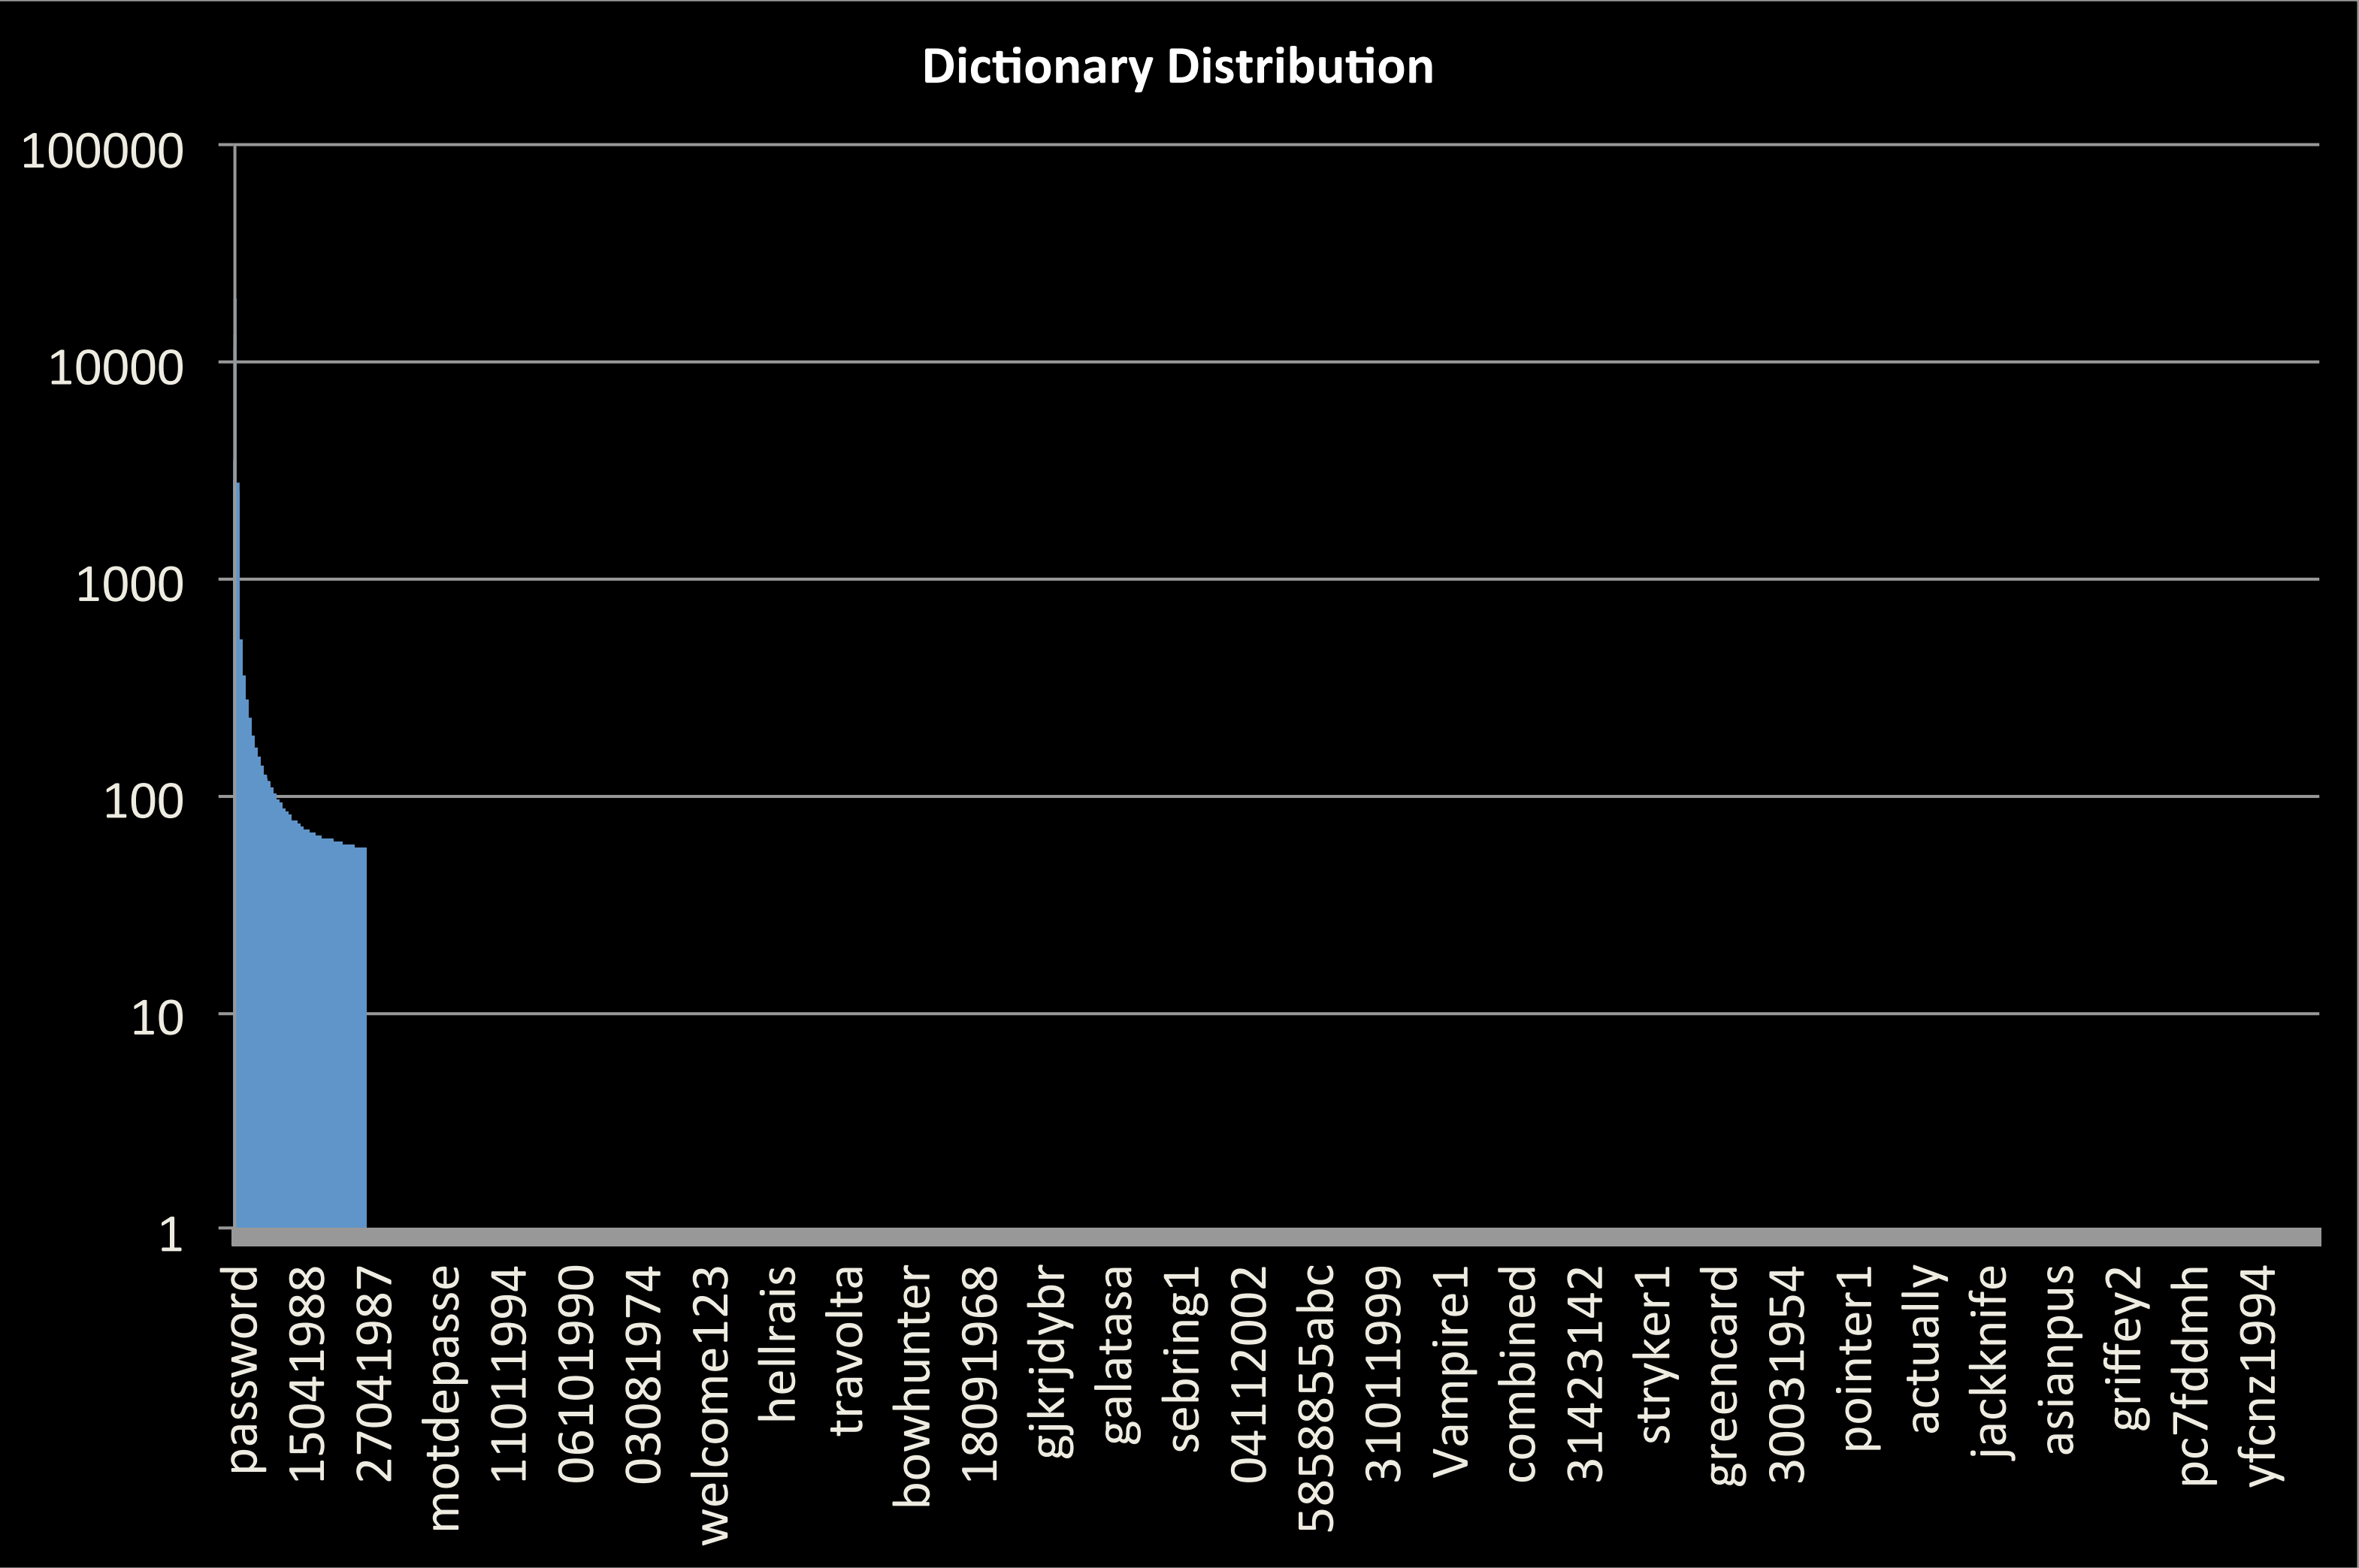 Dictionary Distribution
100000
10000
1000
100
10
1
password
15041988
27041987
motdepasse
11011994
06101990
03081974
welcome123
hellrais
travolta
bowhunter
18091968
gjkrjdybr
galatasa
sebring1
04112002
58585855abc
31011999
Vampire1
combined
31423142
stryker1
greencard
30031954
pointer1
actually
jackknife
asianpus
griffey2
pc7fddmh
yfcnz1994